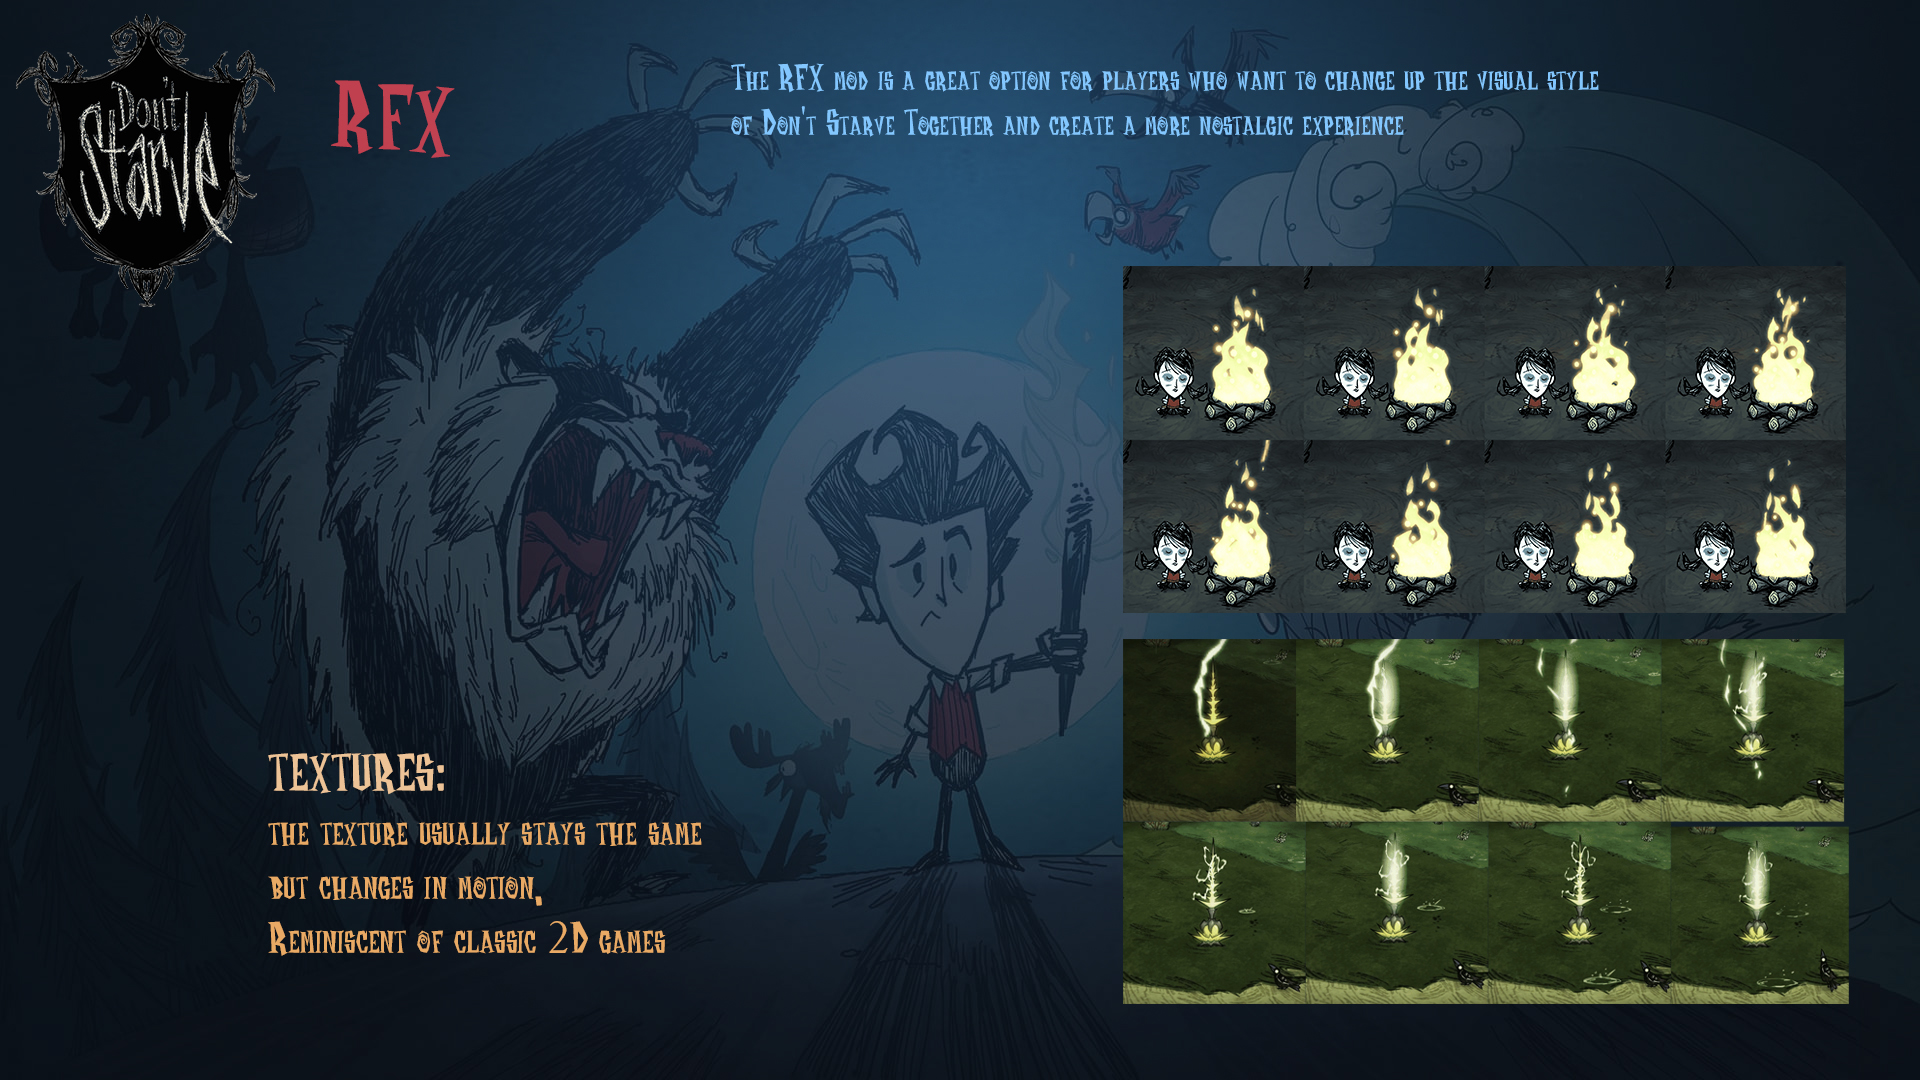 Don't
Starve
RFX
The RFX mod is a great option for players who want to change up the visual style
of Don't Starve Together and create a more nostalgic experience
TEXTURES:
the texture usually stays the same
but changes in motion.
Reminiscent of classic 2D games